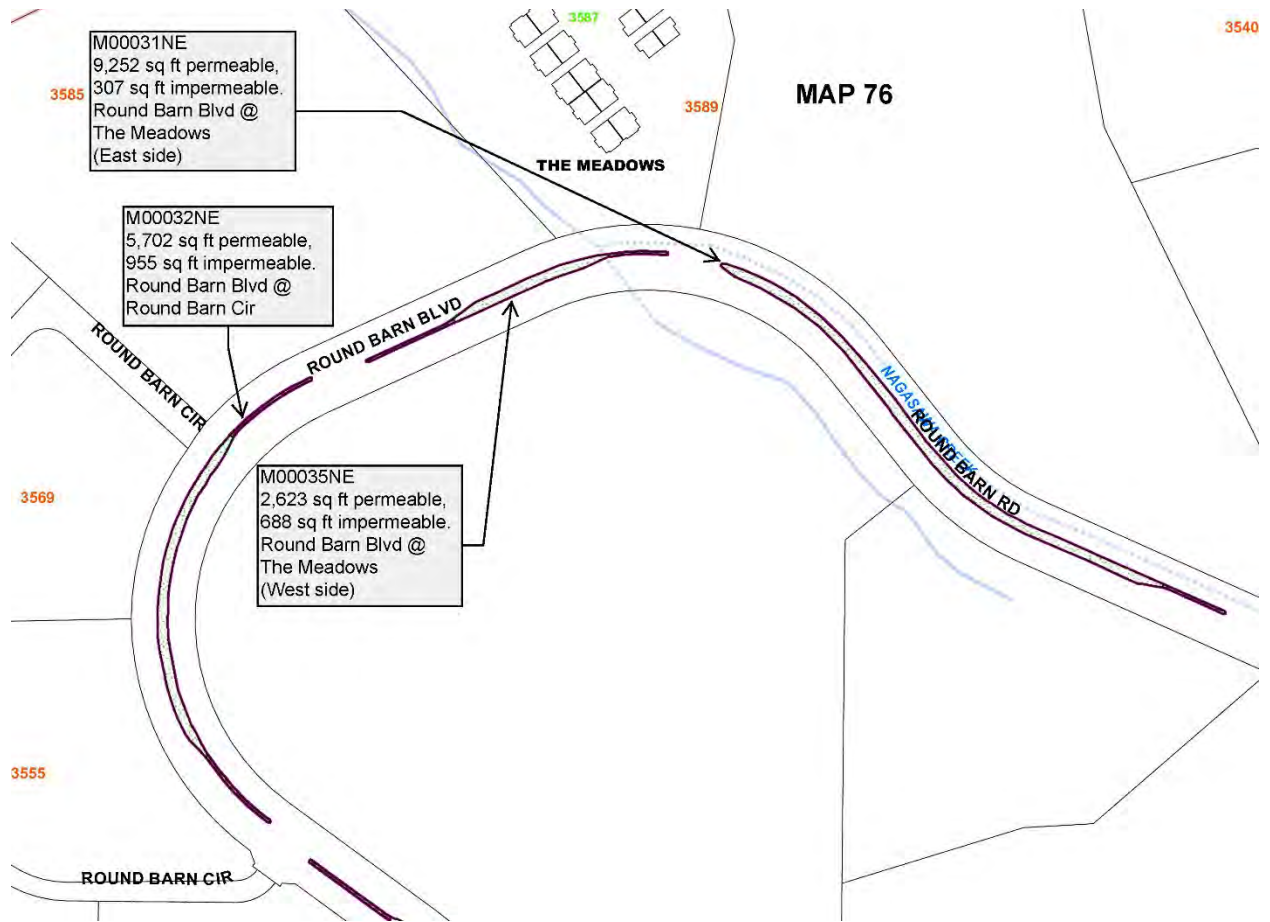 3587
3540
M00031NE
9,252 sq ft permeable,
307 sq ft impermeable.
Round Barn Blvd @
The Meadows
(East side)
3585
3589
MAP 76
THE MEADOWS
M00032NE
5,702 sq ft permeable,
955 sq ft impermeable.
Round Barn Blvd @
Round Barn Cir
ROUND BARN BLVD
ROUND BARN CIR
NAGASAWA CREEK
ROUND BARN RD
M00035NE
2,623 sq ft permeable,
688 sq ft impermeable.
Round Barn Blvd @
The Meadows
(West side)
3569
3555
ROUND BARN CIR